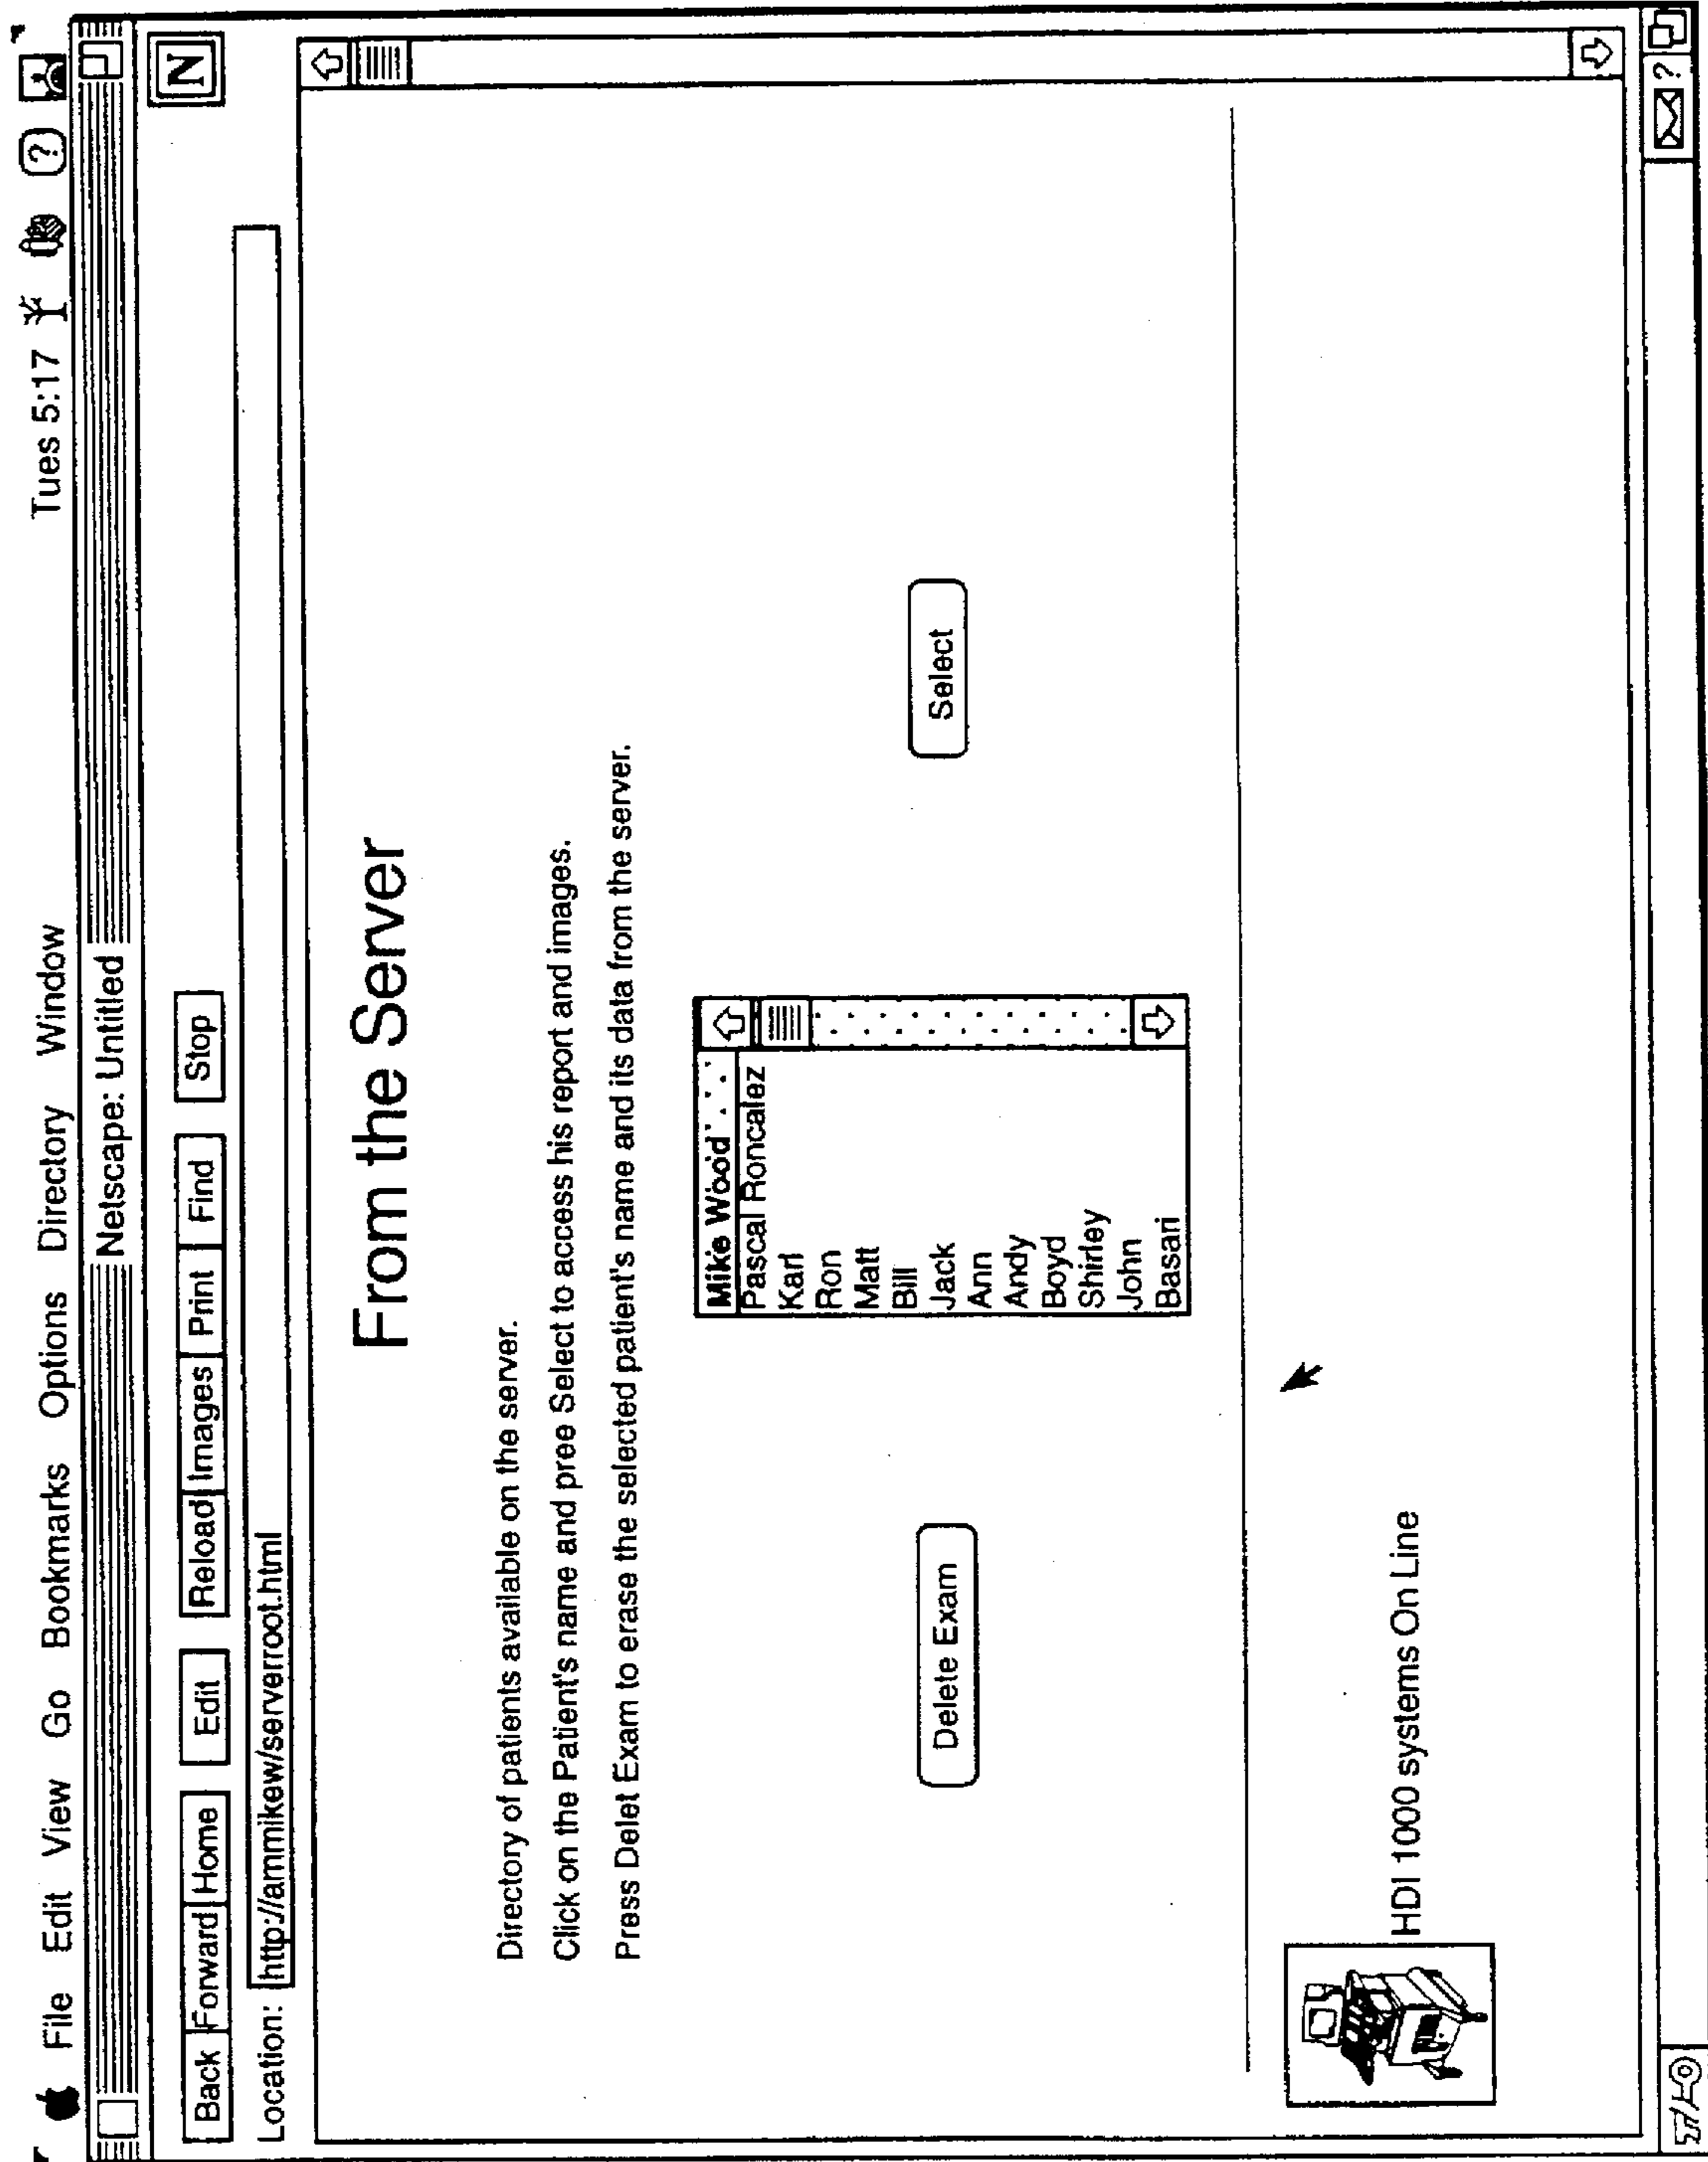 File Edit View Go Bookmarks Options Directory Window Tues 5:17 ?
Netscape: Untitled
Back Forward Home Edit Reload Images Print Find Stop
N
Location: http://ammikew/serverroot.html
From the Server
Directory of patients available on the server.
Click on the Patient's name and pree Select to access his report and images.
Press Delet Exam to erase the selected patient's name and its data from the server.
Mike Wood
Pascal Roncalez
Karl
Ron
Matt
Bill
Jack
Ann
Andy
Boyd
Shirley
John
Basari
Delete Exam
Select
HDI 1000 systems On Line
?